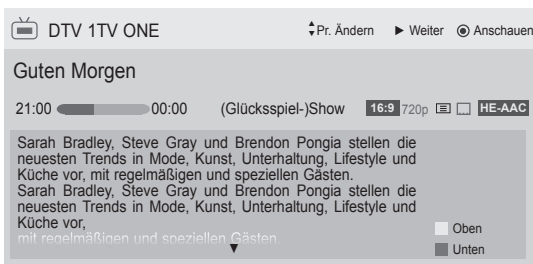 DTV 1TV ONE Pr. Ändern Weiter Anschauen
Guten Morgen
21:00 00:00 (Glücksspiel-)Show 16:9 720p HE-AAC
Sarah Bradley, Steve Gray und Brendon Pongia stellen die
neuesten Trends in Mode, Kunst, Unterhaltung, Lifestyle und
Küche vor, mit regelmäßigen und speziellen Gästen.
Sarah Bradley, Steve Gray und Brendon Pongia stellen die
neuesten Trends in Mode, Kunst, Unterhaltung, Lifestyle und
Küche vor,
mit regelmäßigen und speziellen Gästen.
Oben
Unten